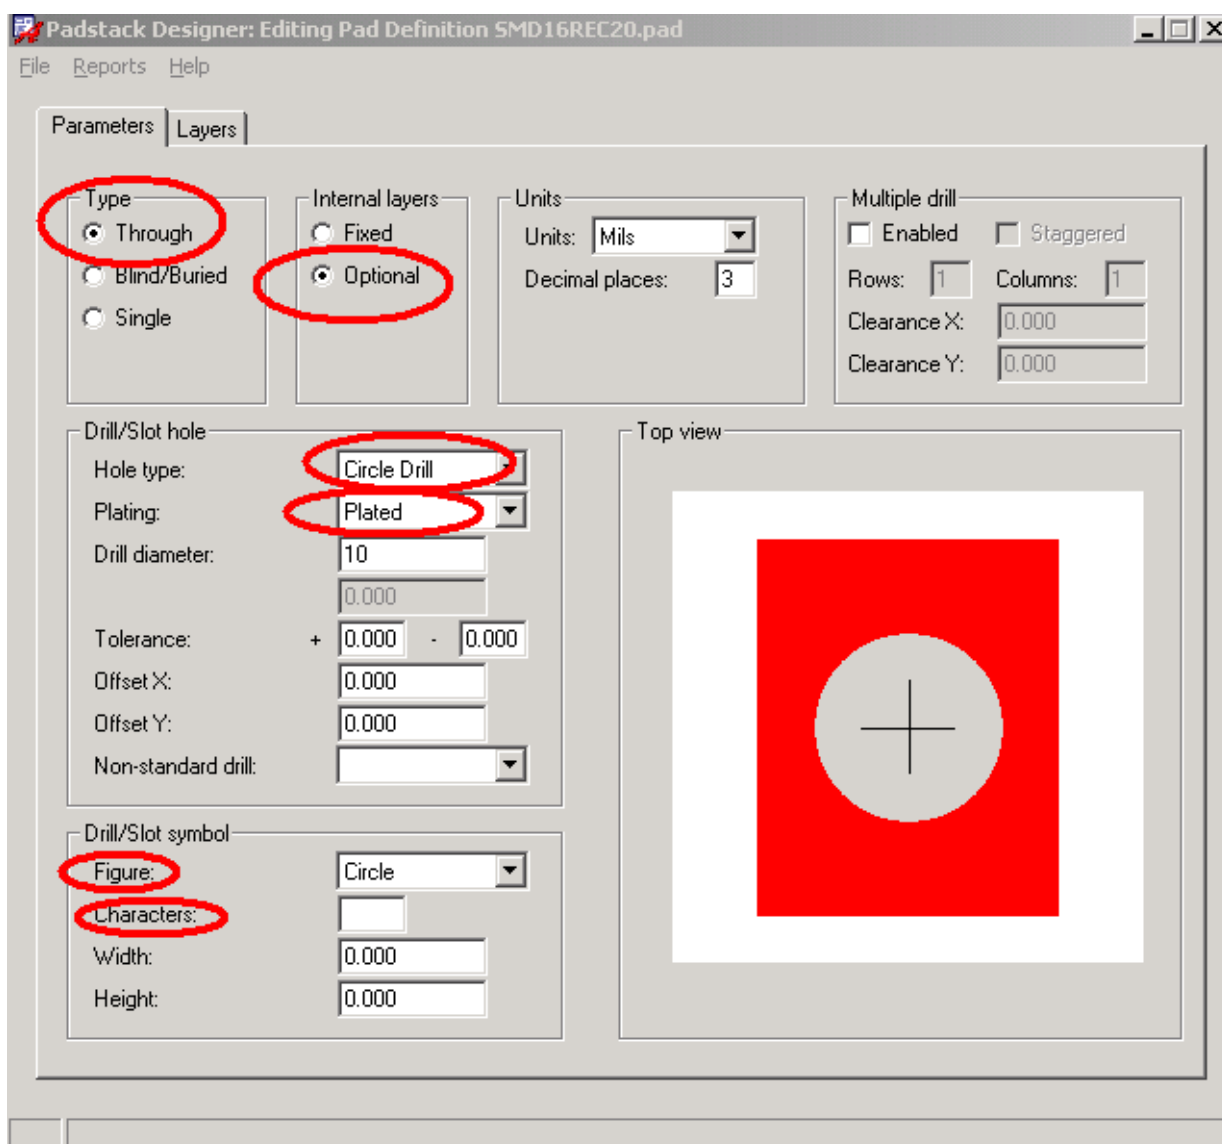 Padstack Designer: Editing Pad Definition SMD16REC20.pad
File Reports Help
Parameters Layers
Type
Through
Blind/Buried
Single
Internal layers
Fixed
Optional
Units
Units: Mils
Decimal places: 3
Multiple drill
Enabled Staggered
Rows: 1 Columns: 1
Clearance X: 0.000
Clearance Y: 0.000
Drill/Slot hole
Hole type: Circle Drill
Plating: Plated
Drill diameter: 10
0.000
Tolerance: + 0.000 - 0.000
Offset X: 0.000
Offset Y: 0.000
Non-standard drill:
Drill/Slot symbol
Figure: Circle
Characters:
Width: 0.000
Height: 0.000
Top view